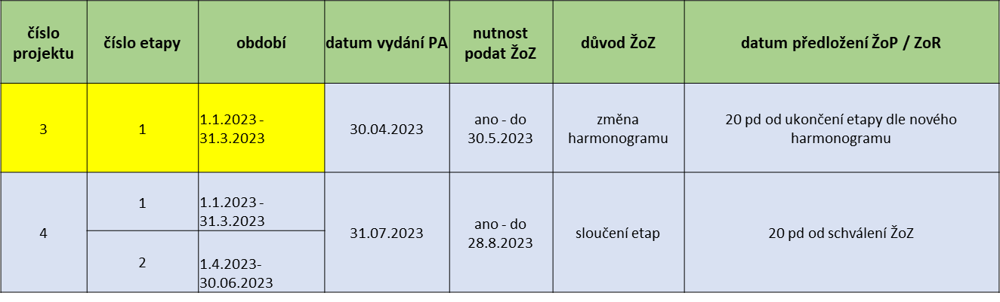 číslo
projektu
číslo etapy
období
datum vydání PA
nutnost
podat ŽoZ
důvod ŽoZ
datum předložení ŽoP / ZoR
3
1
1.1.2023 -
31.3.2023
30.04.2023
ano - do
30.5.2023
změna
harmonogramu
20 pd od ukončení etapy dle nového
harmonogramu
4
1
1.1.2023 -
31.3.2023
2
1.4.2023-
30.06.2023
31.07.2023
ano - do
28.8.2023
sloučení etap
20 pd od schválení ŽoZ